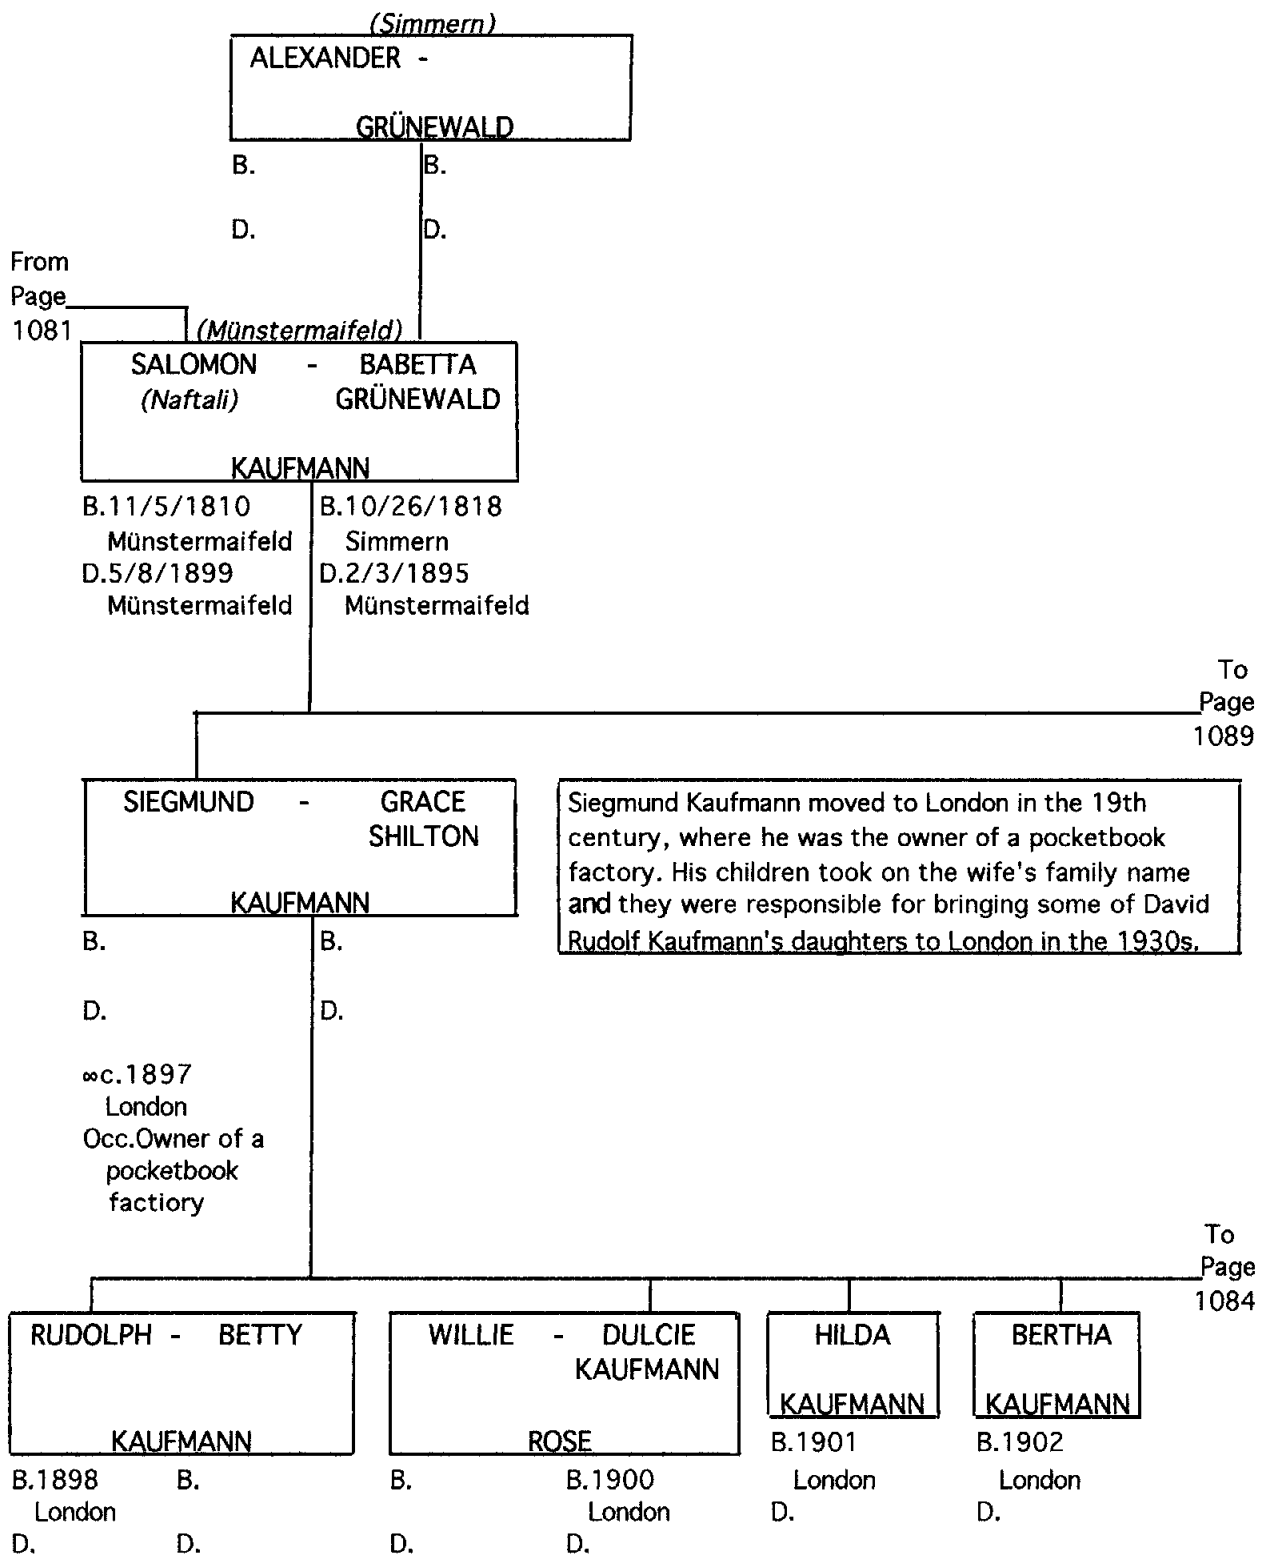 (Simmern)
ALEXANDER -
GRÜNEWALD
B. B.
D. D.
From
Page
1081
(Münstermaifeld)
SALOMON - BABETTA
(Naftali) GRÜNEWALD
KAUFMANN
B.11/5/1810 B.10/26/1818
Münstermaifeld Simmern
D.5/8/1899 D.2/3/1895
Münstermaifeld Münstermaifeld
To
Page
1089
SIEGMUND - GRACE
SHILTON
KAUFMANN
Siegmund Kaufmann moved to London in the 19th
century, where he was the owner of a pocketbook
factory. His children took on the wife's family name
and they were responsible for bringing some of David
Rudolf Kaufmann's daughters to London in the 1930s.
B. B.
D. D.
∞c.1897
London
Occ.Owner of a
pocketbook
factiory
To
Page
1084
RUDOLPH - BETTY
KAUFMANN
B.1898 B.
London
D. D.
WILLIE - DULCIE
KAUFMANN
ROSE
B. B.1900
London
D. D.
HILDA
KAUFMANN
B.1901
London
D.
BERTHA
KAUFMANN
B.1902
London
D.